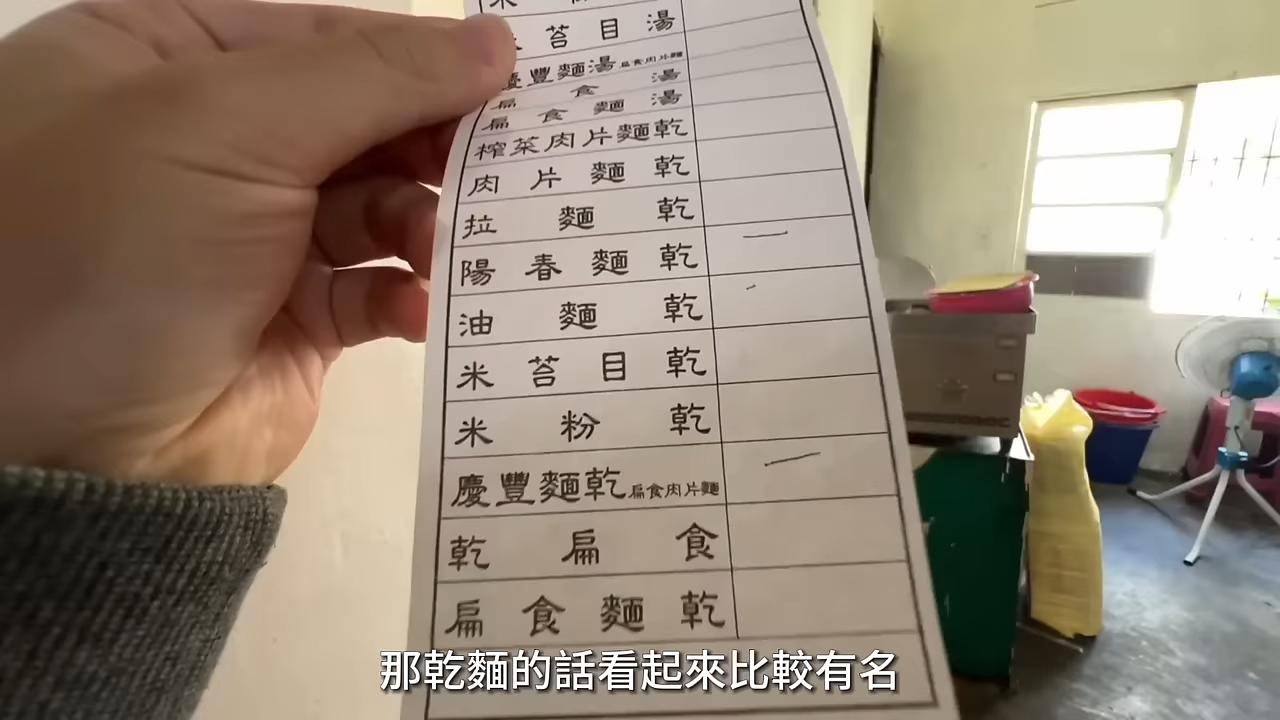 苔目湯
慶豐麵湯扁食肉片麵
扁食湯
扁食麵湯
榨菜肉片麵乾
肉片麵乾
拉麵乾
陽春麵乾 一
油麵乾
米苔目乾
米粉乾
慶豐麵乾扁食肉片麵 一
乾扁食
扁食麵乾
那乾麵的話看起來比較有名